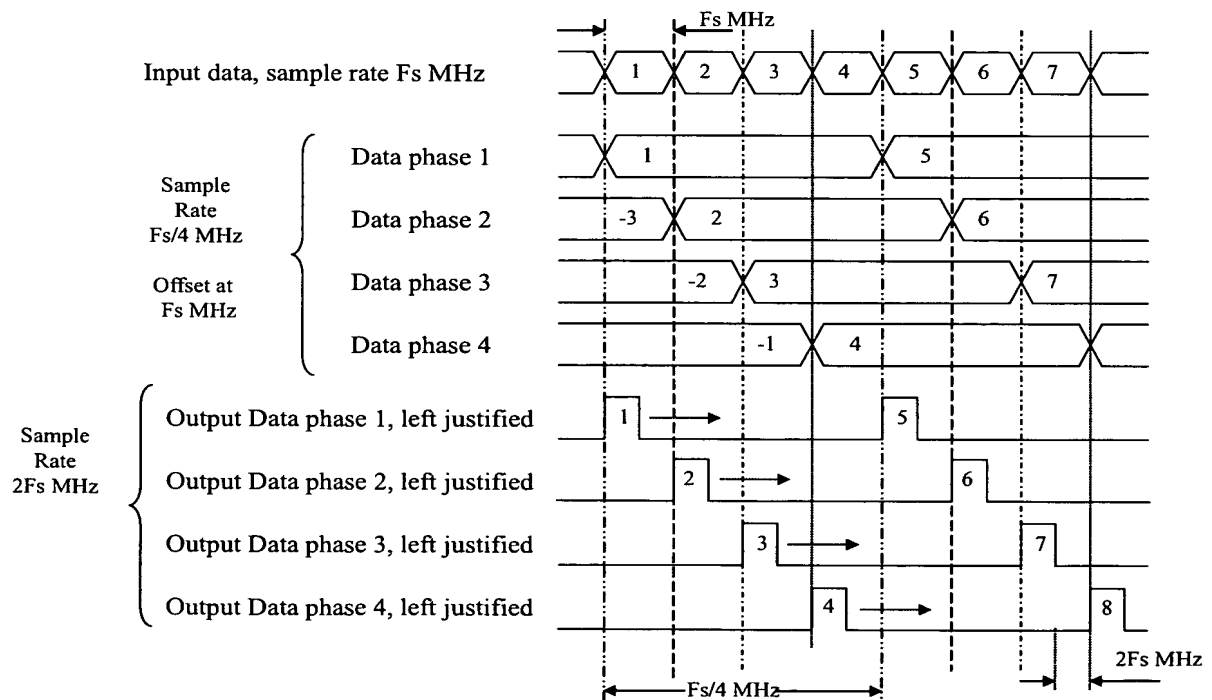 Fs MHz
Input data, sample rate Fs MHz
1 2 3 4 5 6 7
Sample
Rate
Fs/4 MHz
Offset at
Fs MHz
Data phase 1
1 5
Data phase 2
-3 2 6
Data phase 3
-2 3 7
Data phase 4
-1 4
Sample
Rate
2Fs MHz
Output Data phase 1, left justified
1 5
Output Data phase 2, left justified
2 6
Output Data phase 3, left justified
3 7
Output Data phase 4, left justified
4 8
2Fs MHz
Fs/4 MHz